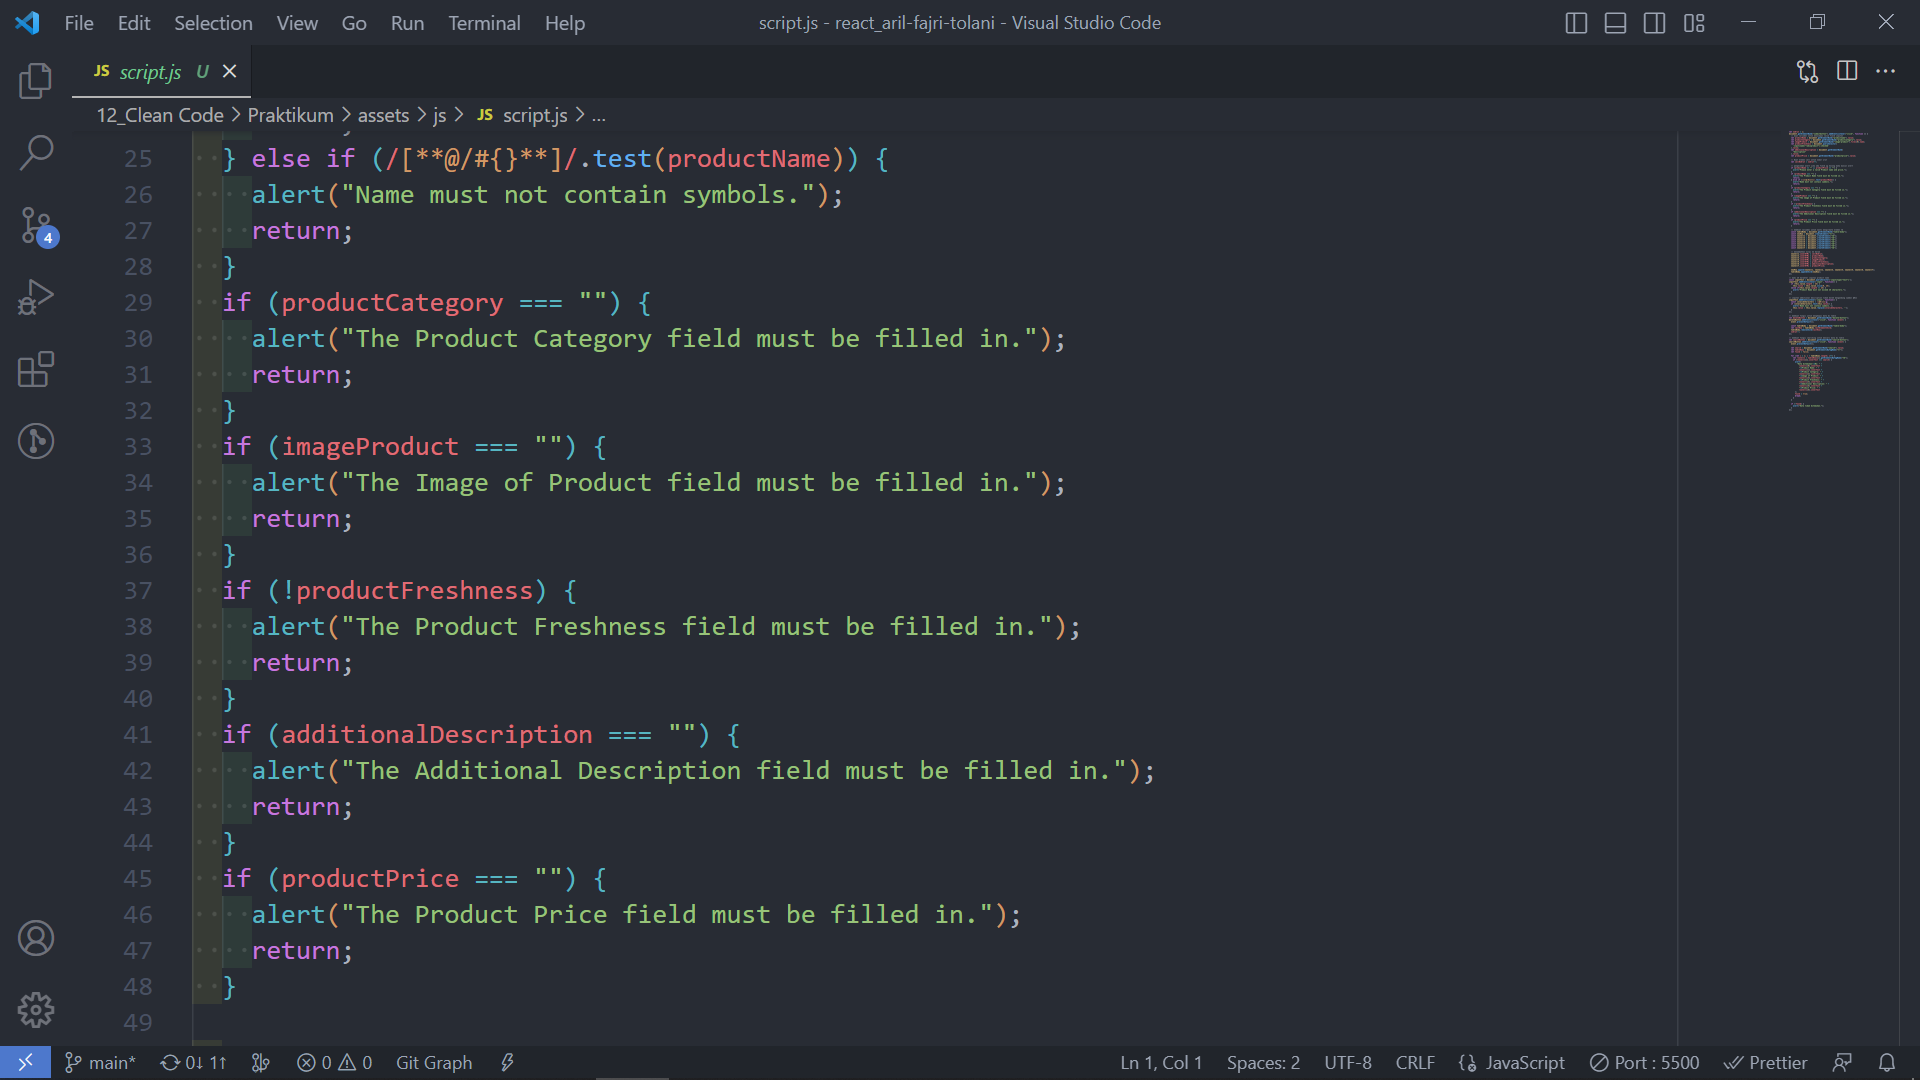 File Edit Selection View Go Run Terminal Help script.js - react_aril-fajri-tolani - Visual Studio Code
JS script.js U
12_Clean Code > Praktikum > assets > js > JS script.js > ...
25 } else if (/[**@/#{}**]/.test(productName)) {
26 alert("Name must not contain symbols.");
27 return;
28 }
29 if (productCategory === "") {
30 alert("The Product Category field must be filled in.");
31 return;
32 }
33 if (imageProduct === "") {
34 alert("The Image of Product field must be filled in.");
35 return;
36 }
37 if (!productFreshness) {
38 alert("The Product Freshness field must be filled in.");
39 return;
40 }
41 if (additionalDescription === "") {
42 alert("The Additional Description field must be filled in.");
43 return;
44 }
45 if (productPrice === "") {
46 alert("The Product Price field must be filled in.");
47 return;
48 }
49
4
main* 0↓ 1↑ 0 0 Git Graph Ln 1, Col 1 Spaces: 2 UTF-8 CRLF JavaScript Port : 5500 Prettier